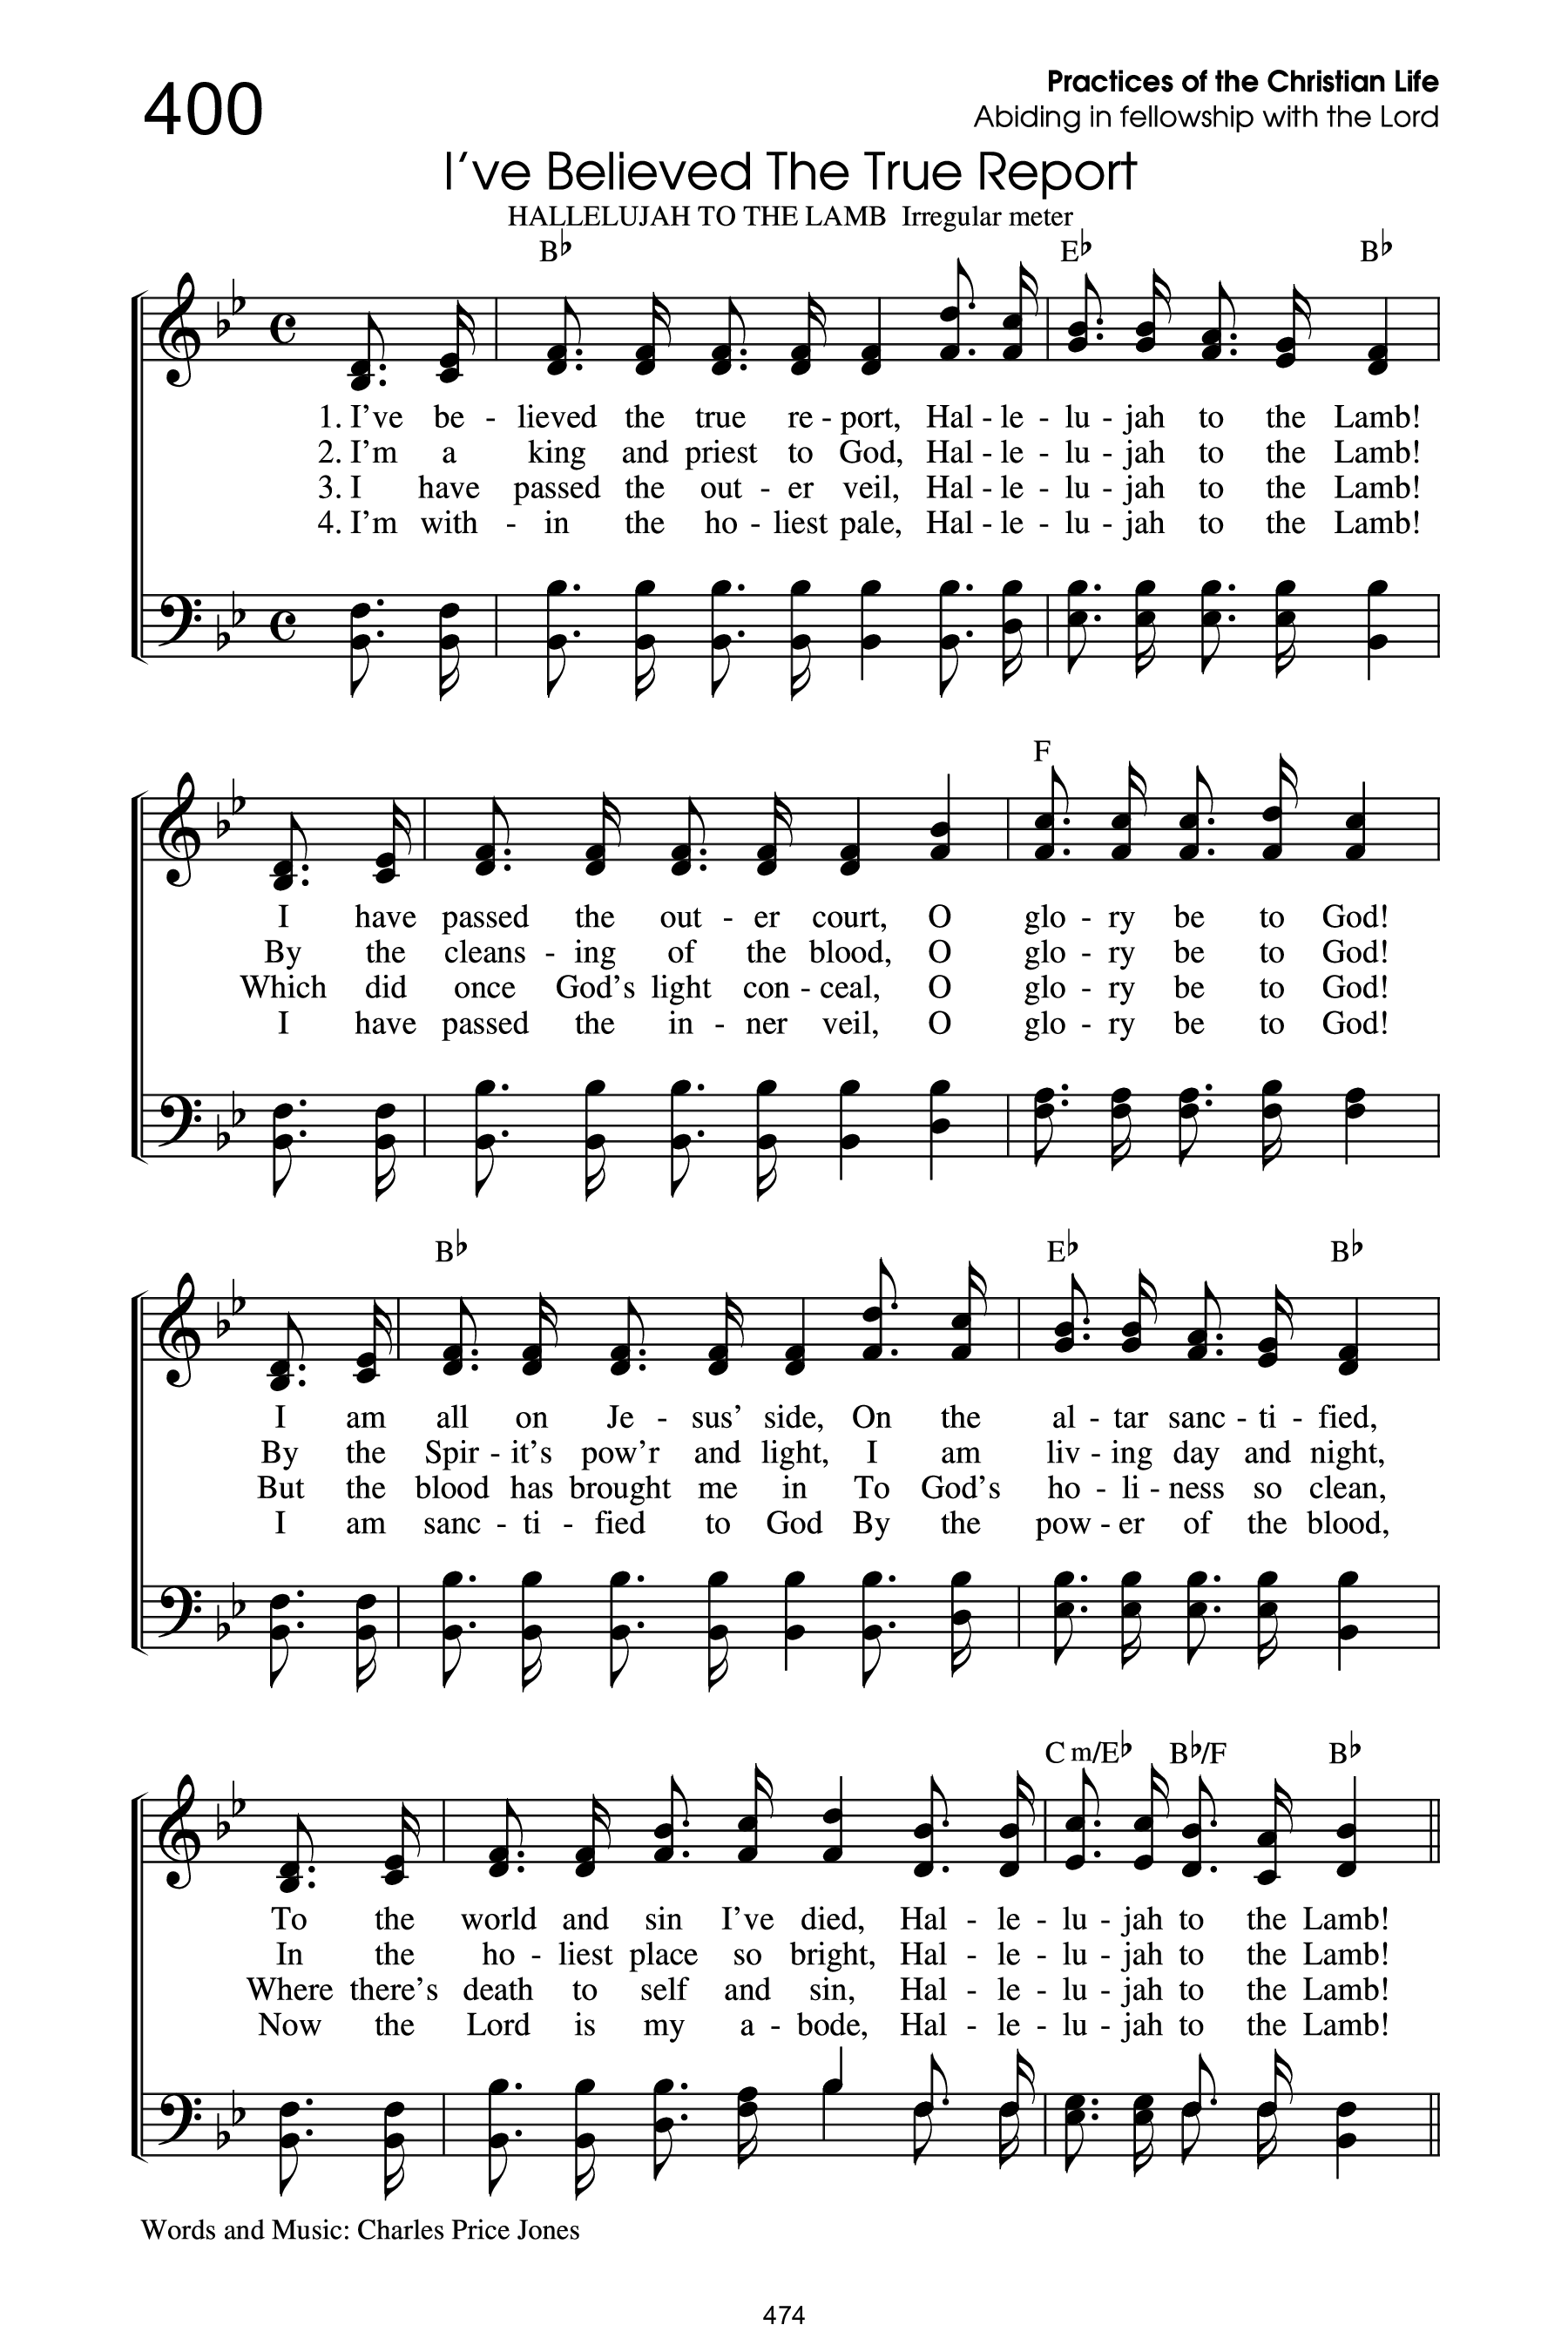 400
Practices of the Christian Life
Abiding in fellowship with the Lord
I've Believed The True Report
HALLELUJAH TO THE LAMB Irregular meter
B♭ E♭ B♭
1. I've be - lieved the true re - port, Hal - le - lu - jah to the Lamb!
2. I'm a king and priest to God, Hal - le - lu - jah to the Lamb!
3. I have passed the out - er veil, Hal - le - lu - jah to the Lamb!
4. I'm with - in the ho - liest pale, Hal - le - lu - jah to the Lamb!
F
I have passed the out - er court, O glo - ry be to God!
By the cleans - ing of the blood, O glo - ry be to God!
Which did once God's light con - ceal, O glo - ry be to God!
I have passed the in - ner veil, O glo - ry be to God!
B♭ E♭ B♭
I am all on Je - sus' side, On the al - tar sanc - ti - fied,
By the Spir - it's pow'r and light, I am liv - ing day and night,
But the blood has brought me in To God's ho - li - ness so clean,
I am sanc - ti - fied to God By the pow - er of the blood,
C m/E♭ B♭/F B♭
To the world and sin I've died, Hal - le - lu - jah to the Lamb!
In the ho - liest place so bright, Hal - le - lu - jah to the Lamb!
Where there's death to self and sin, Hal - le - lu - jah to the Lamb!
Now the Lord is my a - bode, Hal - le - lu - jah to the Lamb!
Words and Music: Charles Price Jones
474